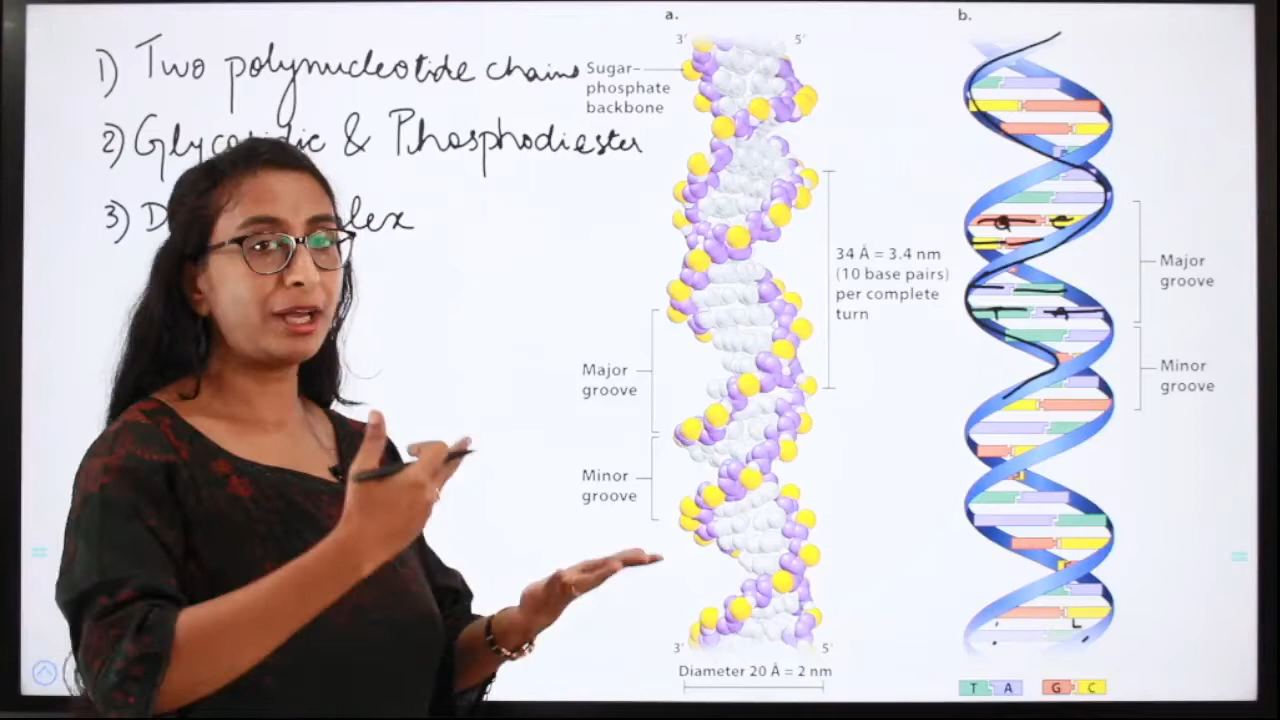 1) Two polynucleotide chains
2) Glycosidic & Phosphodiester
3) D
a.
3' 5'
Sugar–
phosphate
backbone
34 Å = 3.4 nm
(10 base pairs)
per complete
turn
Major
groove
Minor
groove
3' 5'
Diameter 20 Å = 2 nm
b.
G C
T A
Major
groove
Minor
groove
T A G C